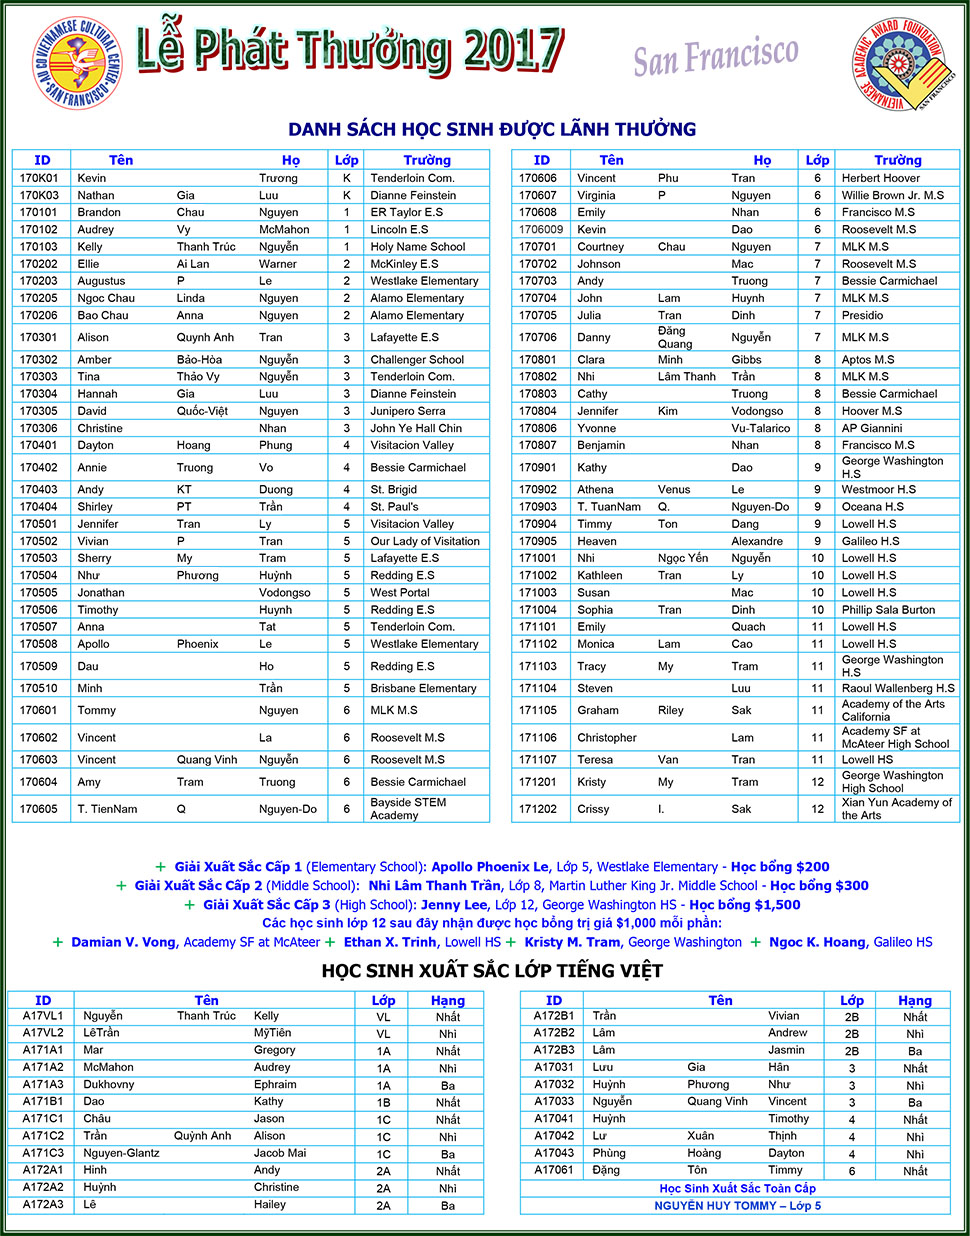 AU CO VIETNAMESE CULTURAL CENTER - SAN FRANCISCO
Lễ Phát Thưởng 2017
San Francisco
VIETNAMESE ACADEMIC AWARD FOUNDATION
SAN FRANCISCO
DANH SÁCH HỌC SINH ĐƯỢC LÃNH THƯỞNG
ID Tên Họ Lớp Trường
170K01 Kevin Trương K Tenderloin Com.
170K03 Nathan Gia Luu K Dianne Feinstein
170101 Brandon Chau Nguyen 1 ER Taylor E.S
170102 Audrey Vy McMahon 1 Lincoln E.S
170103 Kelly Thanh Trúc Nguyễn 1 Holy Name School
170202 Ellie Ai Lan Warner 2 McKinley E.S
170203 Augustus P Le 2 Westlake Elementary
170205 Ngoc Chau Linda Nguyen 2 Alamo Elementary
170206 Bao Chau Anna Nguyen 2 Alamo Elementary
170301 Alison Quynh Anh Tran 3 Lafayette E.S
170302 Amber Bảo-Hòa Nguyễn 3 Challenger School
170303 Tina Thảo Vy Nguyễn 3 Tenderloin Com.
170304 Hannah Gia Luu 3 Dianne Feinstein
170305 David Quốc-Việt Nguyen 3 Junipero Serra
170306 Christine Nhan 3 John Ye Hall Chin
170401 Dayton Hoang Phung 4 Visitacion Valley
170402 Annie Truong Vo 4 Bessie Carmichael
170403 Andy KT Duong 4 St. Brigid
170404 Shirley PT Trần 4 St. Paul's
170501 Jennifer Tran Ly 5 Visitacion Valley
170502 Vivian P Tran 5 Our Lady of Visitation
170503 Sherry My Tram 5 Lafayette E.S
170504 Như Phương Huỳnh 5 Redding E.S
170505 Jonathan Vodongso 5 West Portal
170506 Timothy Huynh 5 Redding E.S
170507 Anna Tat 5 Tenderloin Com.
170508 Apollo Phoenix Le 5 Westlake Elementary
170509 Dau Ho 5 Redding E.S
170510 Minh Trần 5 Brisbane Elementary
170601 Tommy Nguyen 6 MLK M.S
170602 Vincent La 6 Roosevelt M.S
170603 Vincent Quang Vinh Nguyễn 6 Roosevelt M.S
170604 Amy Tram Truong 6 Bessie Carmichael
170605 T. TienNam Q Nguyen-Do 6 Bayside STEM
Academy
ID Tên Họ Lớp Trường
170606 Vincent Phu Tran 6 Herbert Hoover
170607 Virginia P Nguyen 6 Willie Brown Jr. M.S
170608 Emily Nhan 6 Francisco M.S
1706009 Kevin Dao 6 Roosevelt M.S
170701 Courtney Chau Nguyen 7 MLK M.S
170702 Johnson Mac 7 Roosevelt M.S
170703 Andy Truong 7 Bessie Carmichael
170704 John Lam Huynh 7 MLK M.S
170705 Julia Tran Dinh 7 Presidio
170706 Danny Đăng
Quang Nguyễn 7 MLK M.S
170801 Clara Minh Gibbs 8 Aptos M.S
170802 Nhi Lâm Thanh Trần 8 MLK M.S
170803 Cathy Truong 8 Bessie Carmichael
170804 Jennifer Kim Vodongso 8 Hoover M.S
170806 Yvonne Vu-Talarico 8 AP Giannini
170807 Benjamin Nhan 8 Francisco M.S
170901 Kathy Dao 9 George Washington
H.S
170902 Athena Venus Le 9 Westmoor H.S
170903 T. TuanNam Q. Nguyen-Do 9 Oceana H.S
170904 Timmy Ton Dang 9 Lowell H.S
170905 Heaven Alexandre 9 Galileo H.S
171001 Nhi Ngọc Yến Nguyễn 10 Lowell H.S
171002 Kathleen Tran Ly 10 Lowell H.S
171003 Susan Mac 10 Lowell H.S
171004 Sophia Tran Dinh 10 Phillip Sala Burton
171101 Emily Quach 11 Lowell H.S
171102 Monica Lam Cao 11 Lowell H.S
171103 Tracy My Tram 11 George Washington
H.S
171104 Steven Luu 11 Raoul Wallenberg H.S
171105 Graham Riley Sak 11 Academy of the Arts
California
171106 Christopher Lam 11 Academy SF at
McAteer High School
171107 Teresa Van Tran 11 Lowell HS
171201 Kristy My Tram 12 George Washington
High School
171202 Crissy I. Sak 12 Xian Yun Academy of
the Arts
+ Giải Xuất Sắc Cấp 1 (Elementary School): Apollo Phoenix Le, Lớp 5, Westlake Elementary - Học bổng $200
+ Giải Xuất Sắc Cấp 2 (Middle School): Nhi Lâm Thanh Trần, Lớp 8, Martin Luther King Jr. Middle School - Học bổng $300
+ Giải Xuất Sắc Cấp 3 (High School): Jenny Lee, Lớp 12, George Washington HS - Học bổng $1,500
Các học sinh lớp 12 sau đây nhận được học bổng trị giá $1,000 mỗi phần:
+ Damian V. Vong, Academy SF at McAteer + Ethan X. Trinh, Lowell HS + Kristy M. Tram, George Washington + Ngoc K. Hoang, Galileo HS
HỌC SINH XUẤT SẮC LỚP TIẾNG VIỆT
ID Tên Lớp Hạng
A17VL1 Nguyễn Thanh Trúc Kelly VL Nhất
A17VL2 LêTrần MỹTiên VL Nhì
A171A1 Mar Gregory 1A Nhất
A171A2 McMahon Audrey 1A Nhì
A171A3 Dukhovny Ephraim 1A Ba
A171B1 Dao Kathy 1B Nhất
A171C1 Châu Jason 1C Nhất
A171C2 Trần Quỳnh Anh Alison 1C Nhì
A171C3 Nguyen-Glantz Jacob Mai 1C Ba
A172A1 Hinh Andy 2A Nhất
A172A2 Huỳnh Christine 2A Nhì
A172A3 Lê Hailey 2A Ba
ID Tên Lớp Hạng
A172B1 Trần Vivian 2B Nhất
A172B2 Lâm Andrew 2B Nhì
A172B3 Lâm Jasmin 2B Ba
A17031 Lưu Gia Hân 3 Nhất
A17032 Huỳnh Phương Như 3 Nhì
A17033 Nguyễn Quang Vinh Vincent 3 Ba
A17041 Huỳnh Timothy 4 Nhất
A17042 Lư Xuân Thịnh 4 Nhì
A17043 Phùng Hoàng Dayton 4 Nhì
A17061 Đặng Tôn Timmy 6 Nhất
Học Sinh Xuất Sắc Toàn Cấp
NGUYỄN HUY TOMMY – Lớp 5